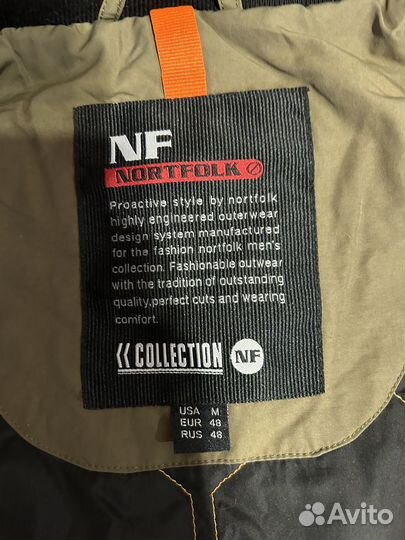 NF
NORTFOLK
Proactive style by nortfolk
highly engineered outerwear
design system manufactured
for the fashion nortfolk men's
collection. Fashionable outwear
with the tradition of outstanding
quality,perfect cuts and wearing
comfort.
COLLECTION NF
USA M
EUR 48
RUS 48
Avito